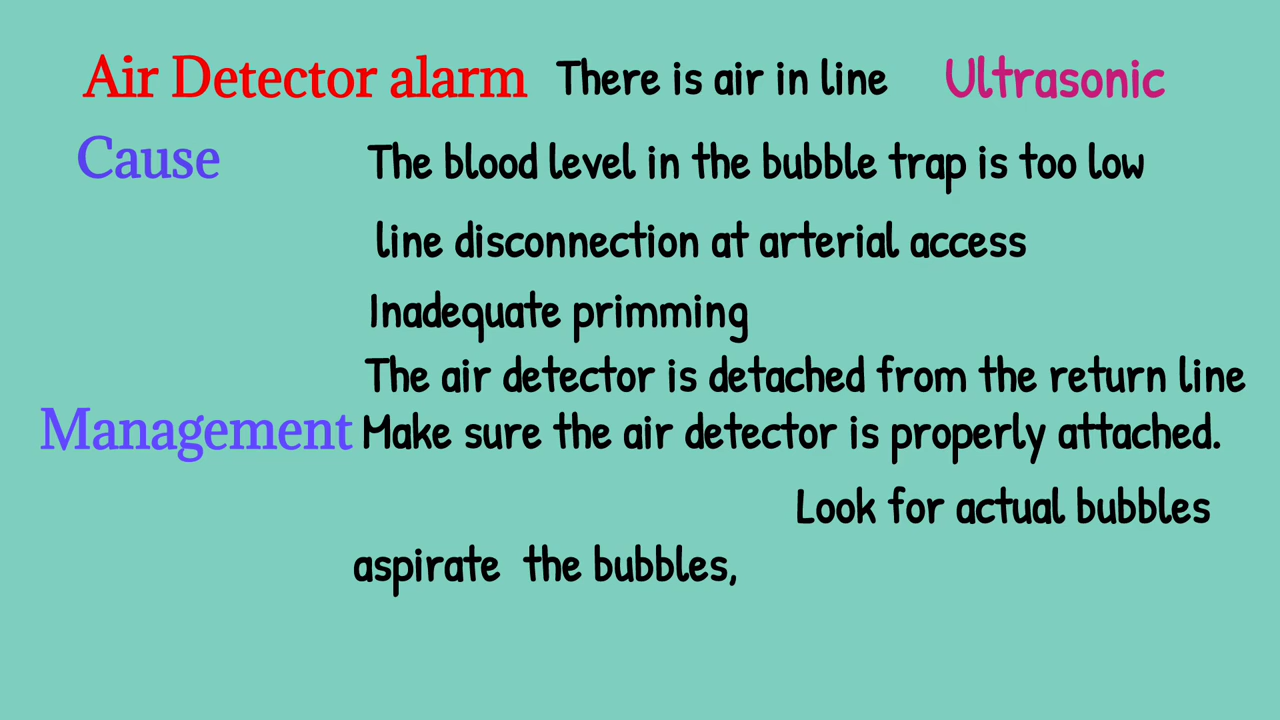 Air Detector alarm There is air in line Ultrasonic
Cause The blood level in the bubble trap is too low
line disconnection at arterial access
Inadequate primming
The air detector is detached from the return line
Management Make sure the air detector is properly attached.
Look for actual bubbles
aspirate the bubbles,